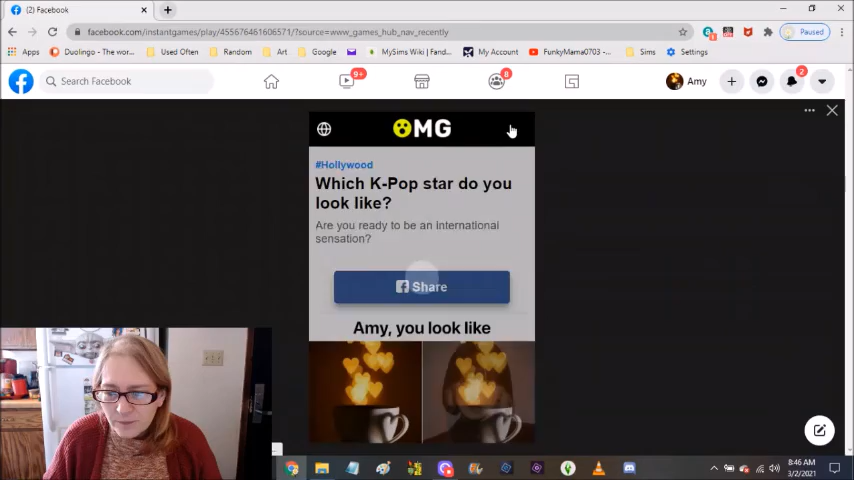 (2) Facebook
facebook.com/instantgames/play/455676461606571/?source=www_games_hub_nav_recently
Paused
Apps Duolingo - The wor... Used Often Random Art Google MySims Wiki | Fand... My Account FunkyMama0703 -... Sims Settings
Search Facebook
9+
8
Amy
2
OMG
#Hollywood
Which K-Pop star do you
look like?
Are you ready to be an International
sensation?
Share
Amy, you look like
8:46 AM
3/2/2021